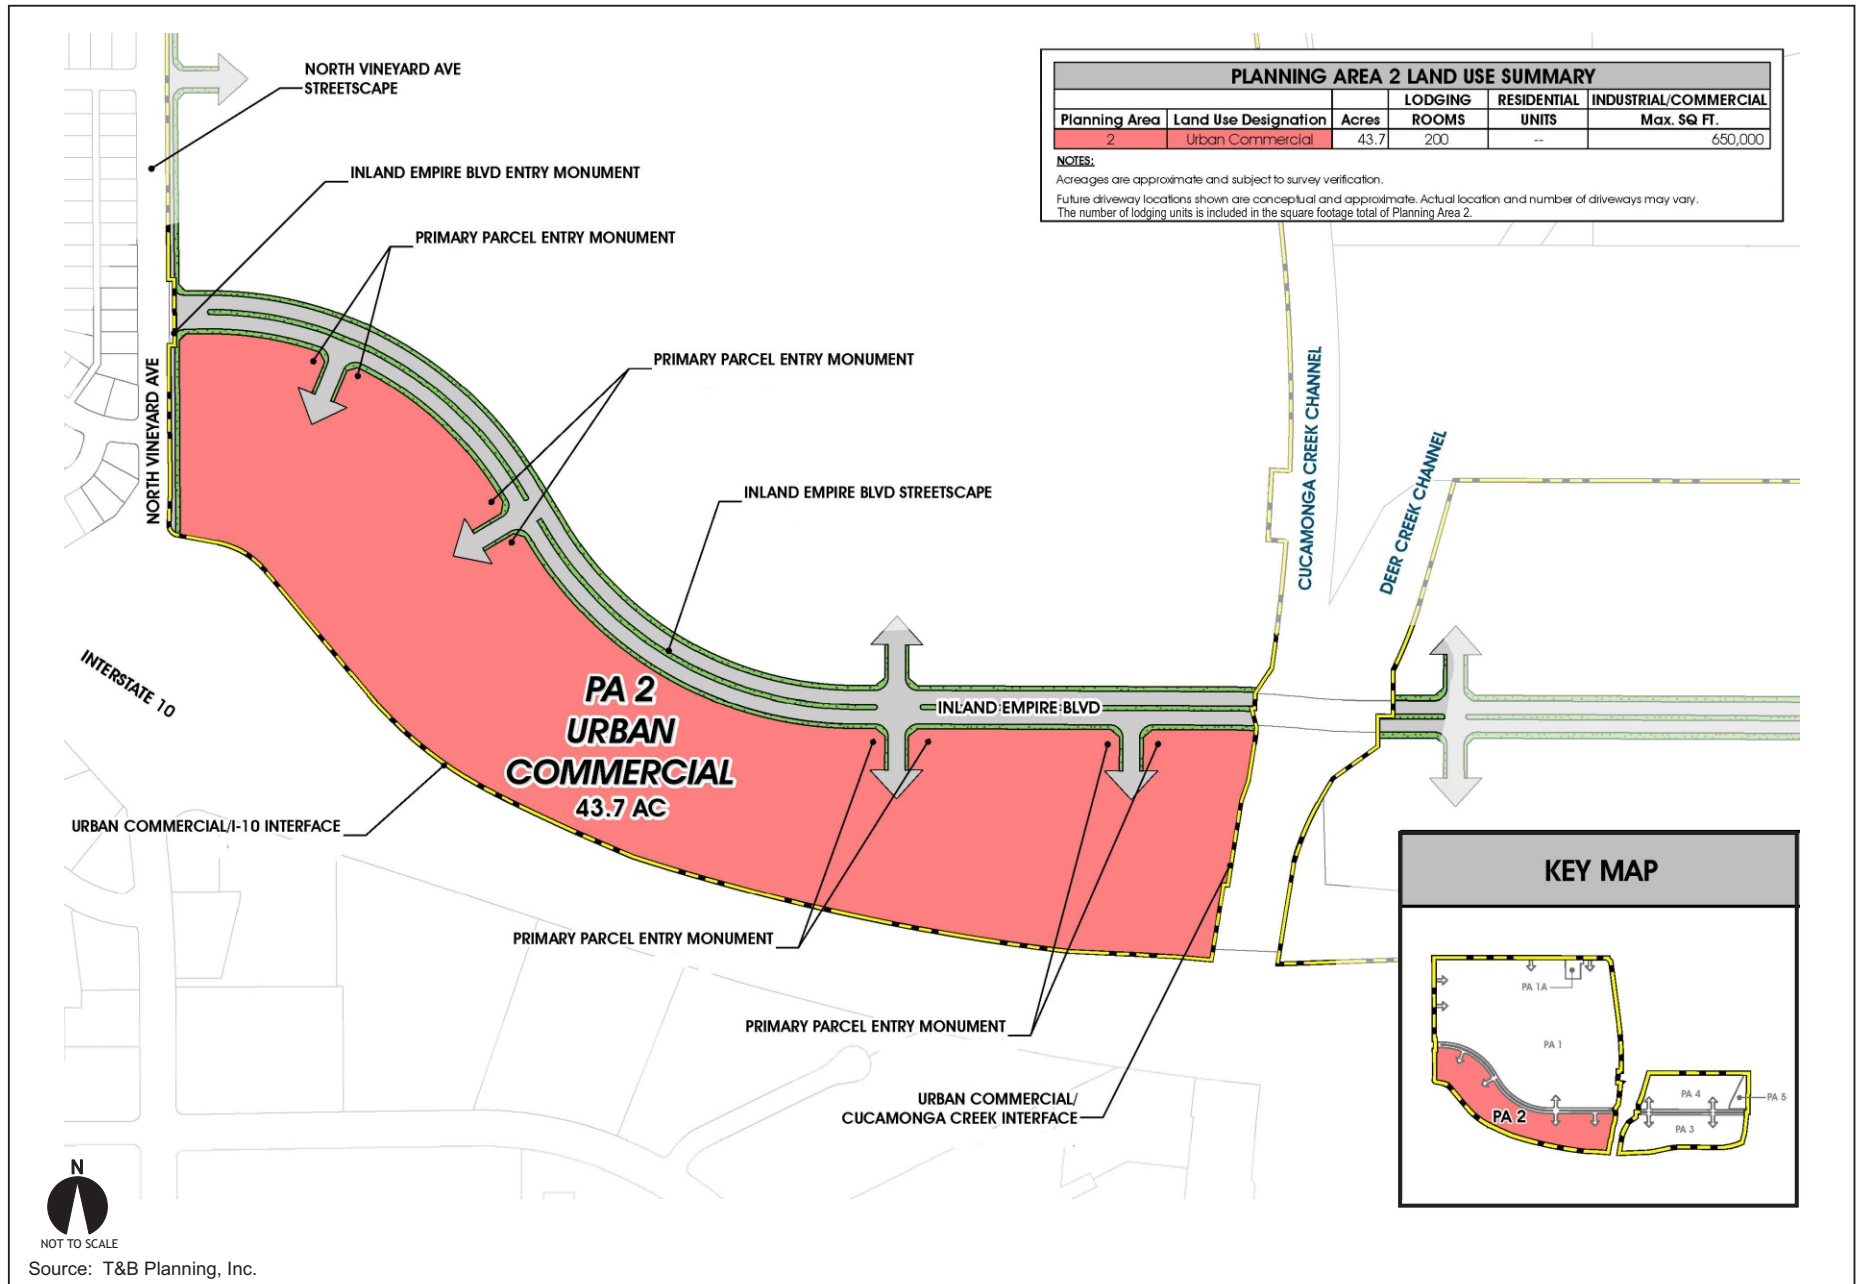 NORTH VINEYARD AVE
STREETSCAPE
INLAND EMPIRE BLVD ENTRY MONUMENT
PRIMARY PARCEL ENTRY MONUMENT
PRIMARY PARCEL ENTRY MONUMENT
INLAND EMPIRE BLVD STREETSCAPE
PLANNING AREA 2 LAND USE SUMMARY
LODGING RESIDENTIAL INDUSTRIAL/COMMERCIAL
Planning Area Land Use Designation Acres ROOMS UNITS Max. SQ FT.
2 Urban Commercial 43.7 200 -- 650,000
NOTES:
Acreages are approximate and subject to survey verification.
Future driveway locations shown are conceptual and approximate. Actual location and number of driveways may vary.
The number of lodging units is included in the square footage total of Planning Area 2.
NORTH VINEYARD AVE
CUCAMONGA CREEK CHANNEL
DEER CREEK CHANNEL
INTERSTATE 10
PA 2
URBAN
COMMERCIAL
43.7 AC
INLAND EMPIRE BLVD
URBAN COMMERCIAL/I-10 INTERFACE
PRIMARY PARCEL ENTRY MONUMENT
PRIMARY PARCEL ENTRY MONUMENT
URBAN COMMERCIAL/
CUCAMONGA CREEK INTERFACE
KEY MAP
PA 1A
PA 1
PA 2
PA 4
PA 5
PA 3
N
NOT TO SCALE
Source: T&B Planning, Inc.